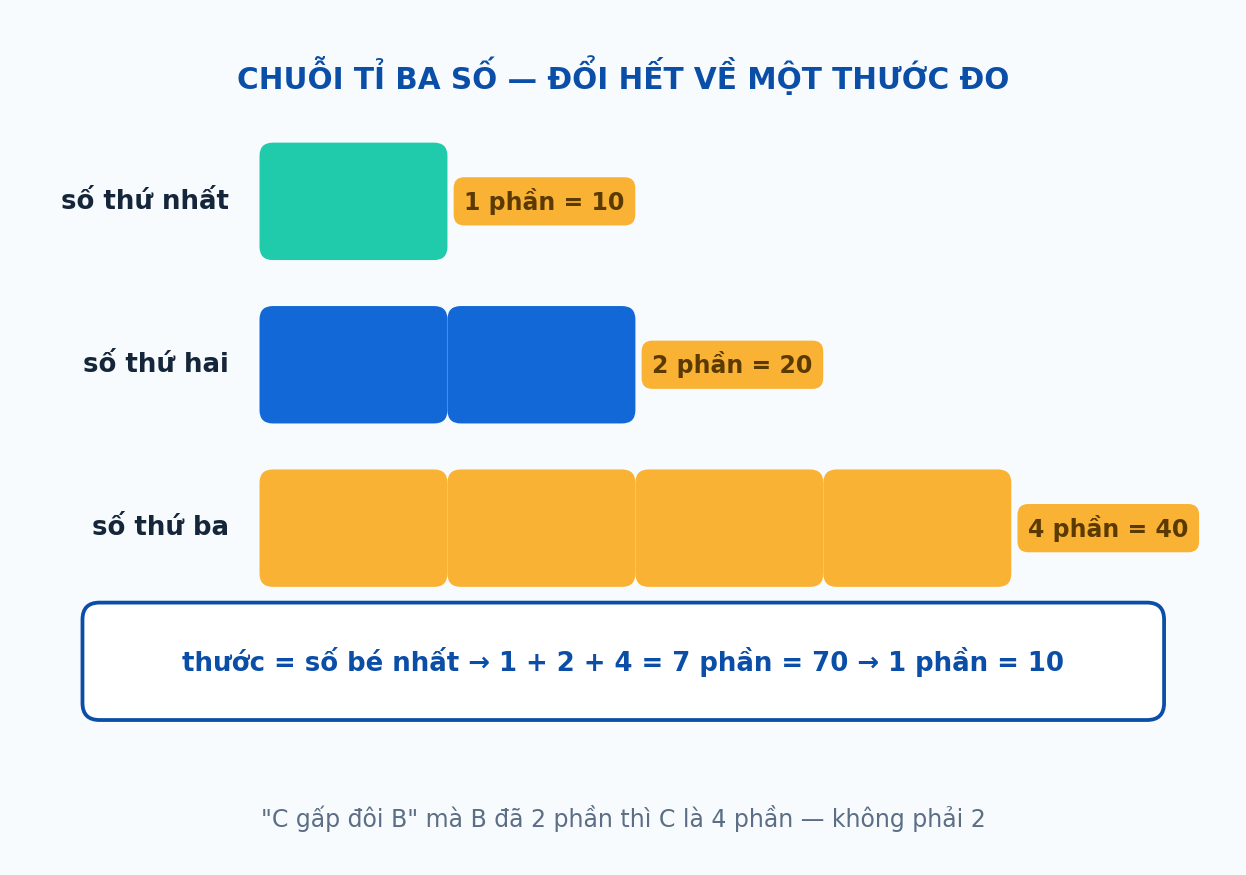 CHUỖI TỈ BA SỐ — ĐỔI HẾT VỀ MỘT THƯỚC ĐO
số thứ nhất
1 phần = 10
số thứ hai
2 phần = 20
số thứ ba
4 phần = 40
thước = số bé nhất → 1 + 2 + 4 = 7 phần = 70 → 1 phần = 10
"C gấp đôi B" mà B đã 2 phần thì C là 4 phần — không phải 2